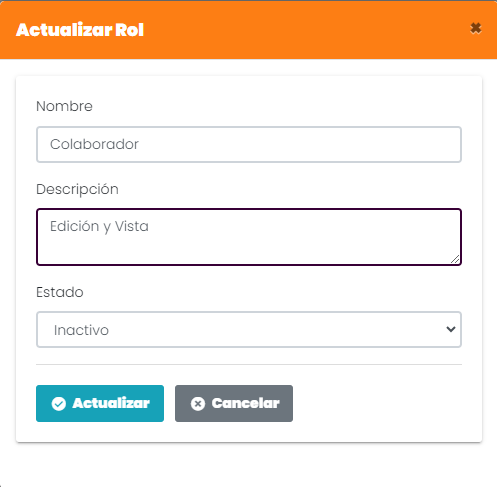 Actualizar Rol
Nombre
Colaborador
Descripción
Edición y Vista
Estado
Inactivo
Actualizar
Cancelar